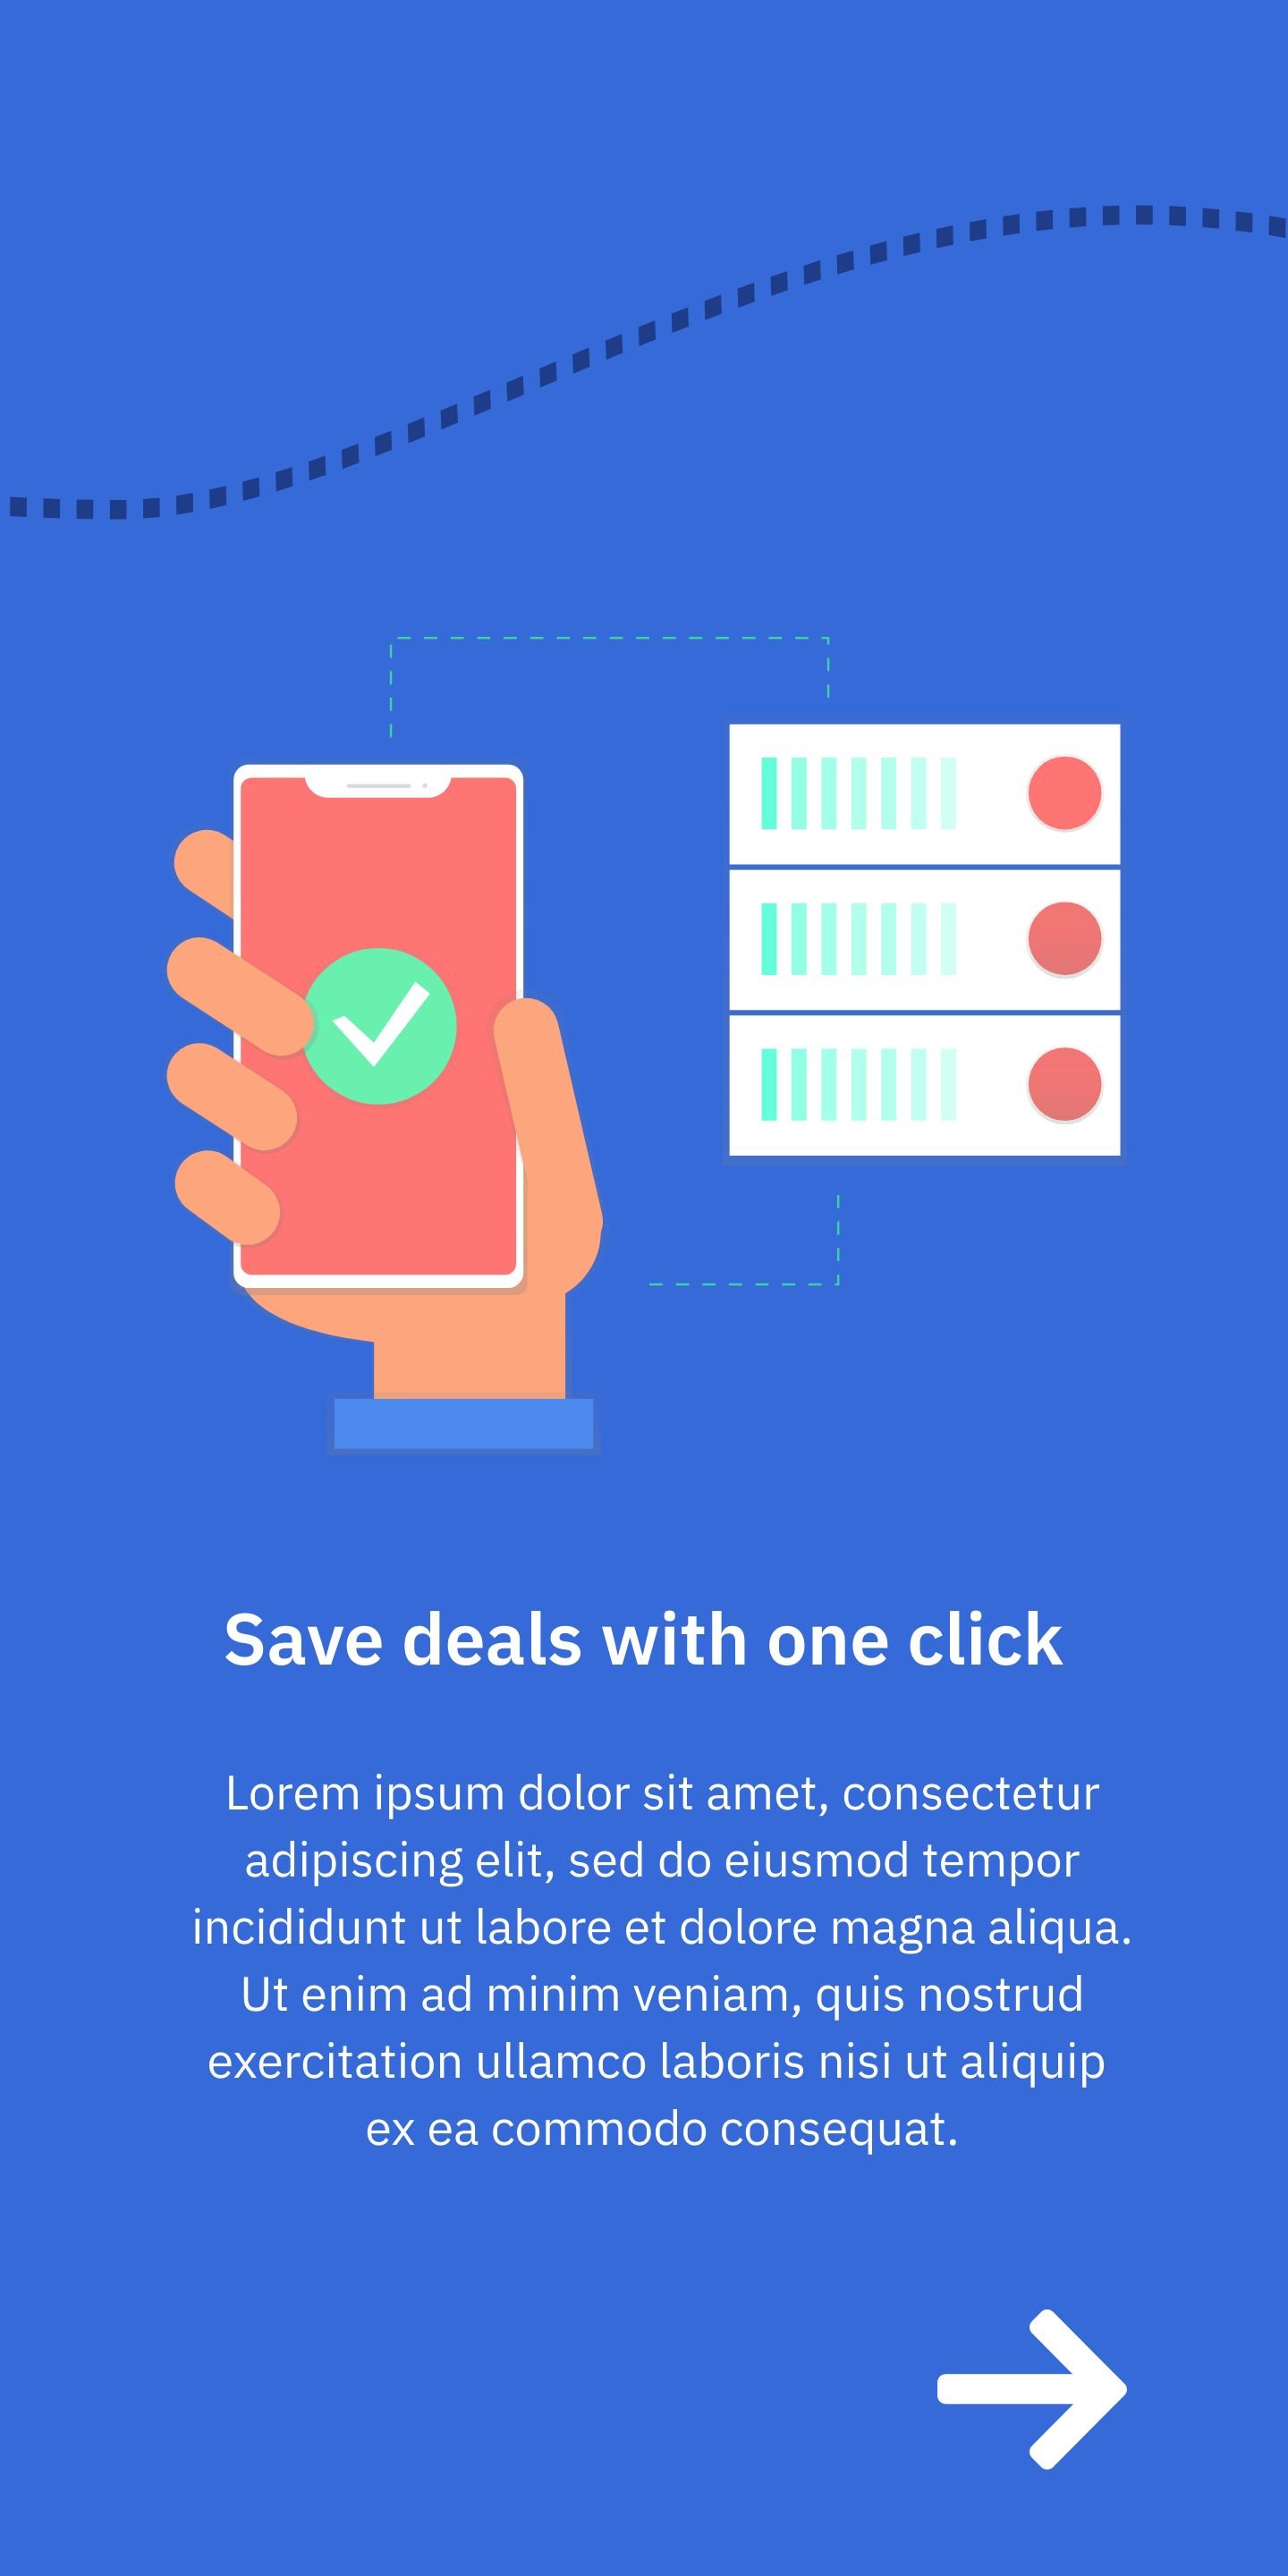 Save deals with one click
Lorem ipsum dolor sit amet, consectetur
adipiscing elit, sed do eiusmod tempor
incididunt ut labore et dolore magna aliqua.
Ut enim ad minim veniam, quis nostrud
exercitation ullamco laboris nisi ut aliquip
ex ea commodo consequat.